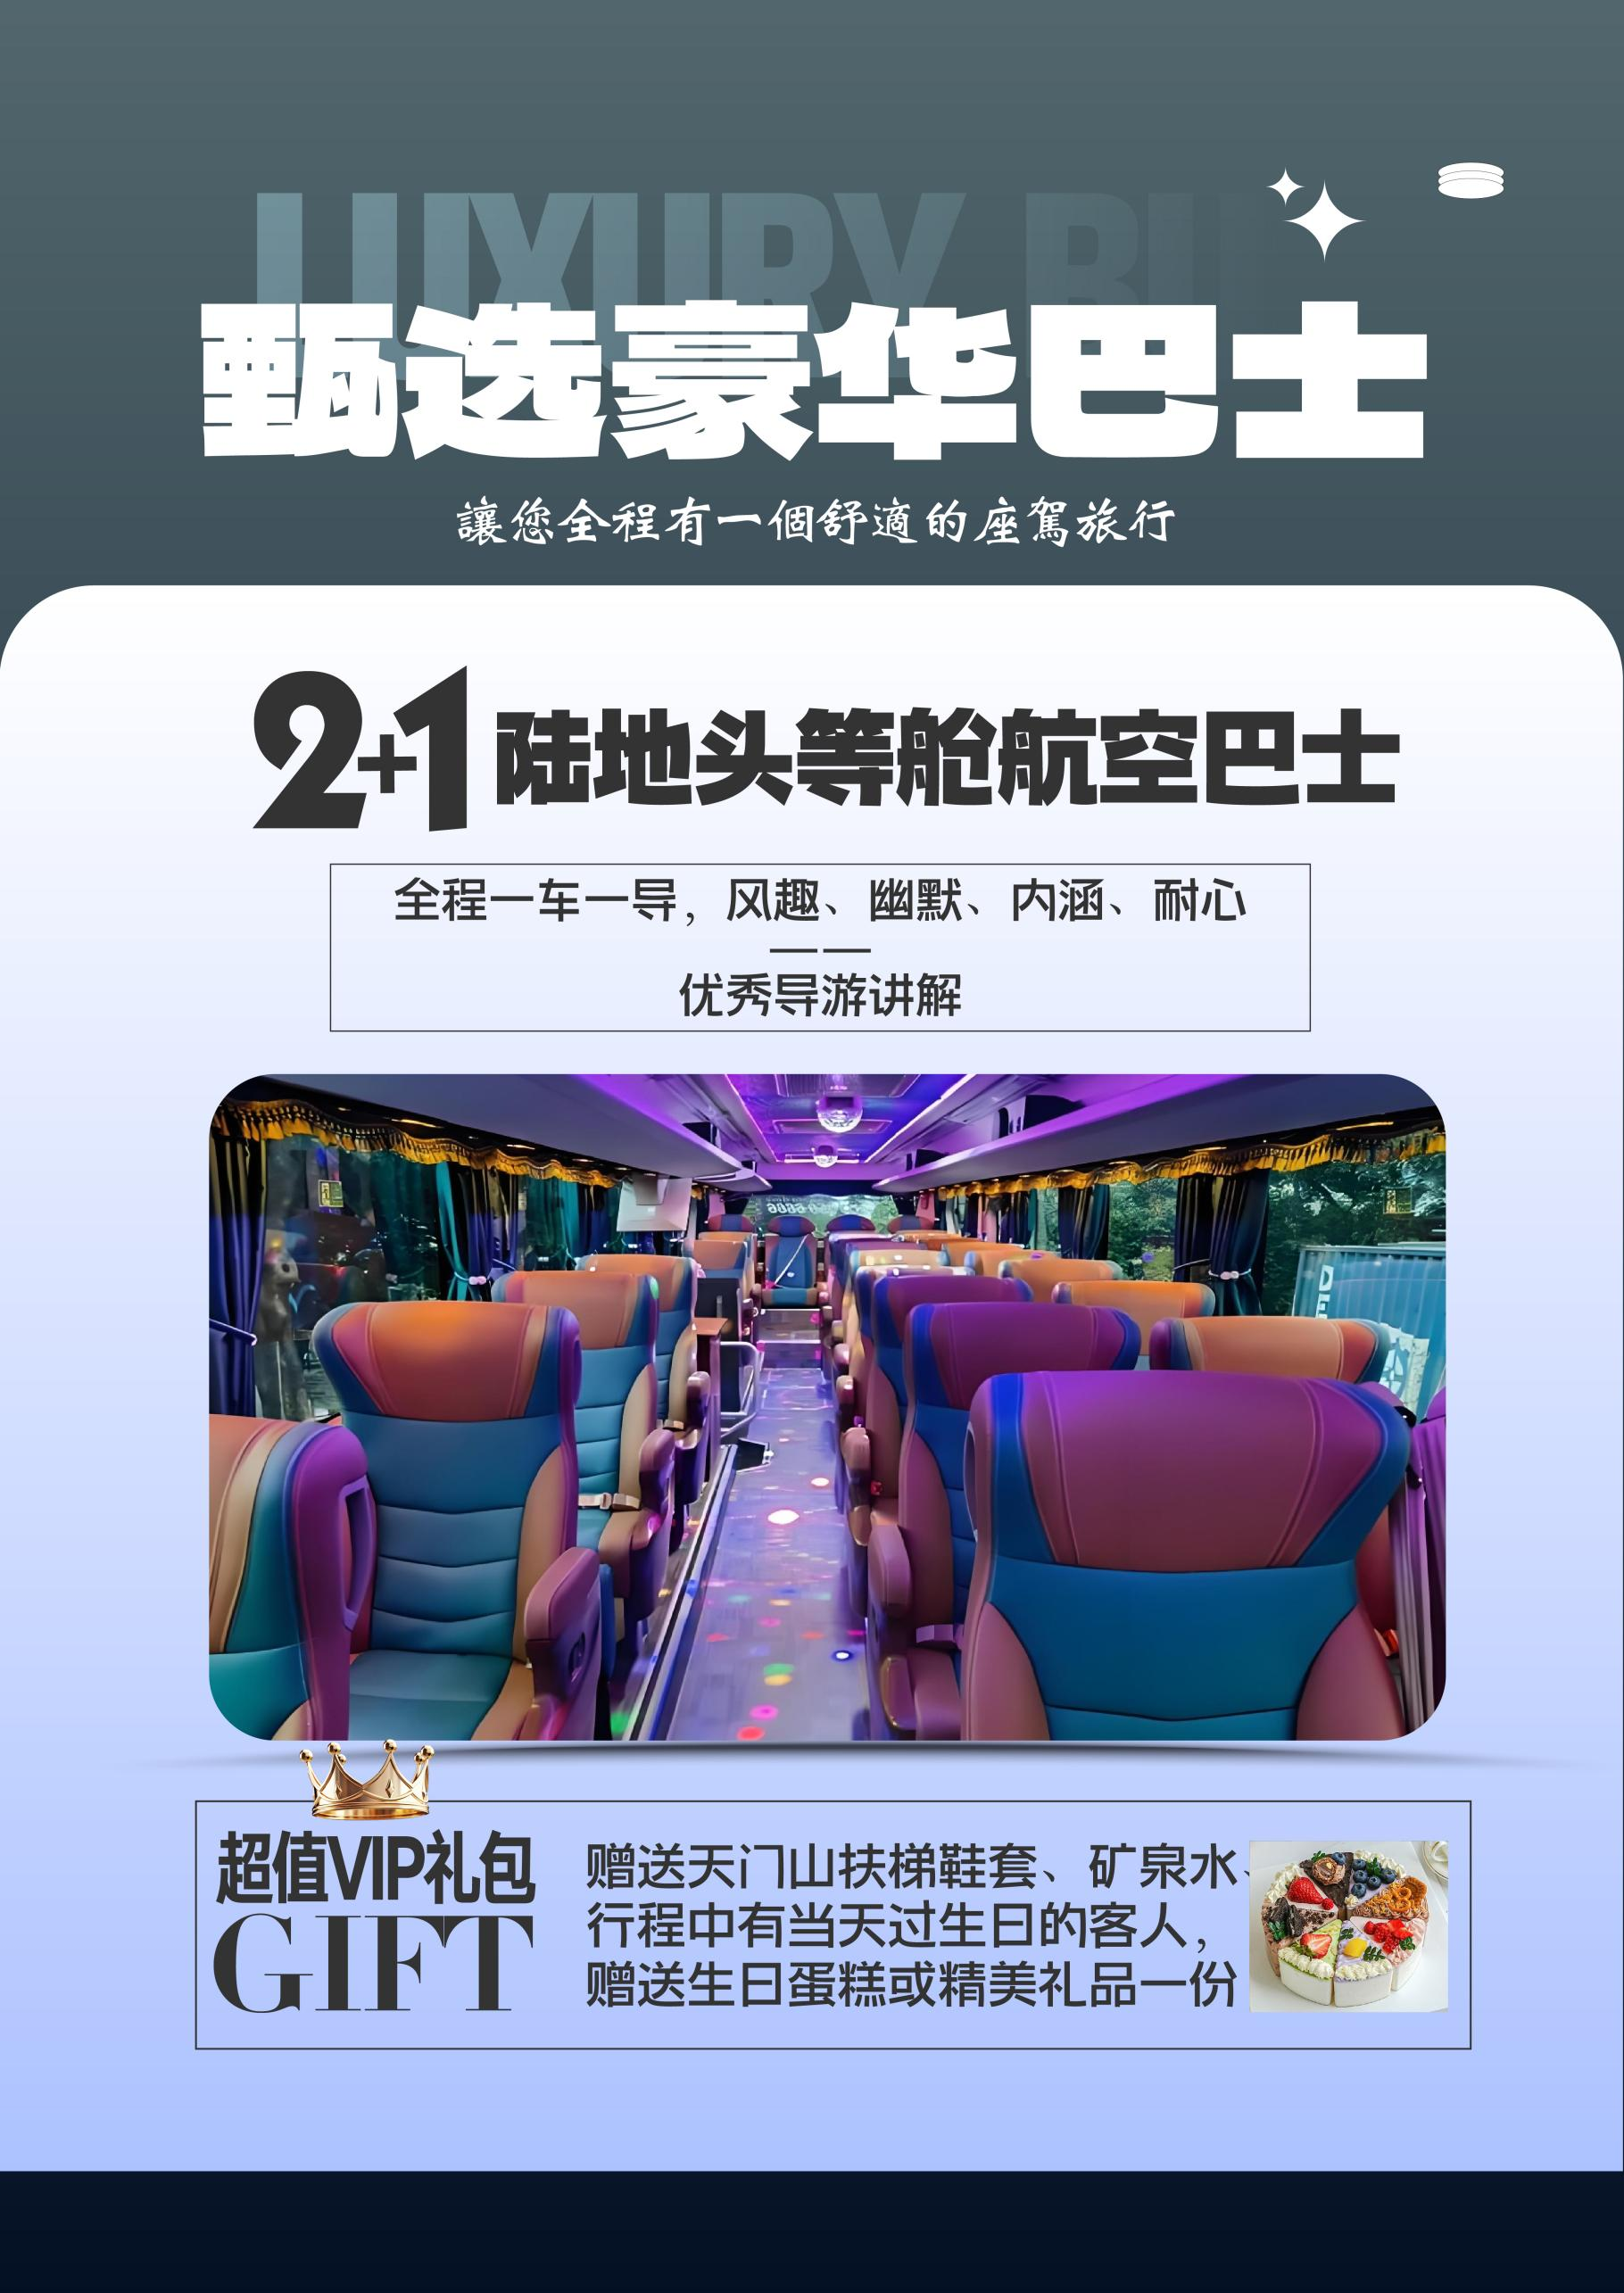 LUXURY BU
甄选豪华巴士
讓您全程有一個舒適的座駕旅行
2+1 陆地头等舱航空巴士
全程一车一导，风趣、幽默、内涵、耐心
——
优秀导游讲解
超值VIP礼包
GIFT
赠送天门山扶梯鞋套、矿泉水、
行程中有当天过生日的客人，
赠送生日蛋糕或精美礼品一份